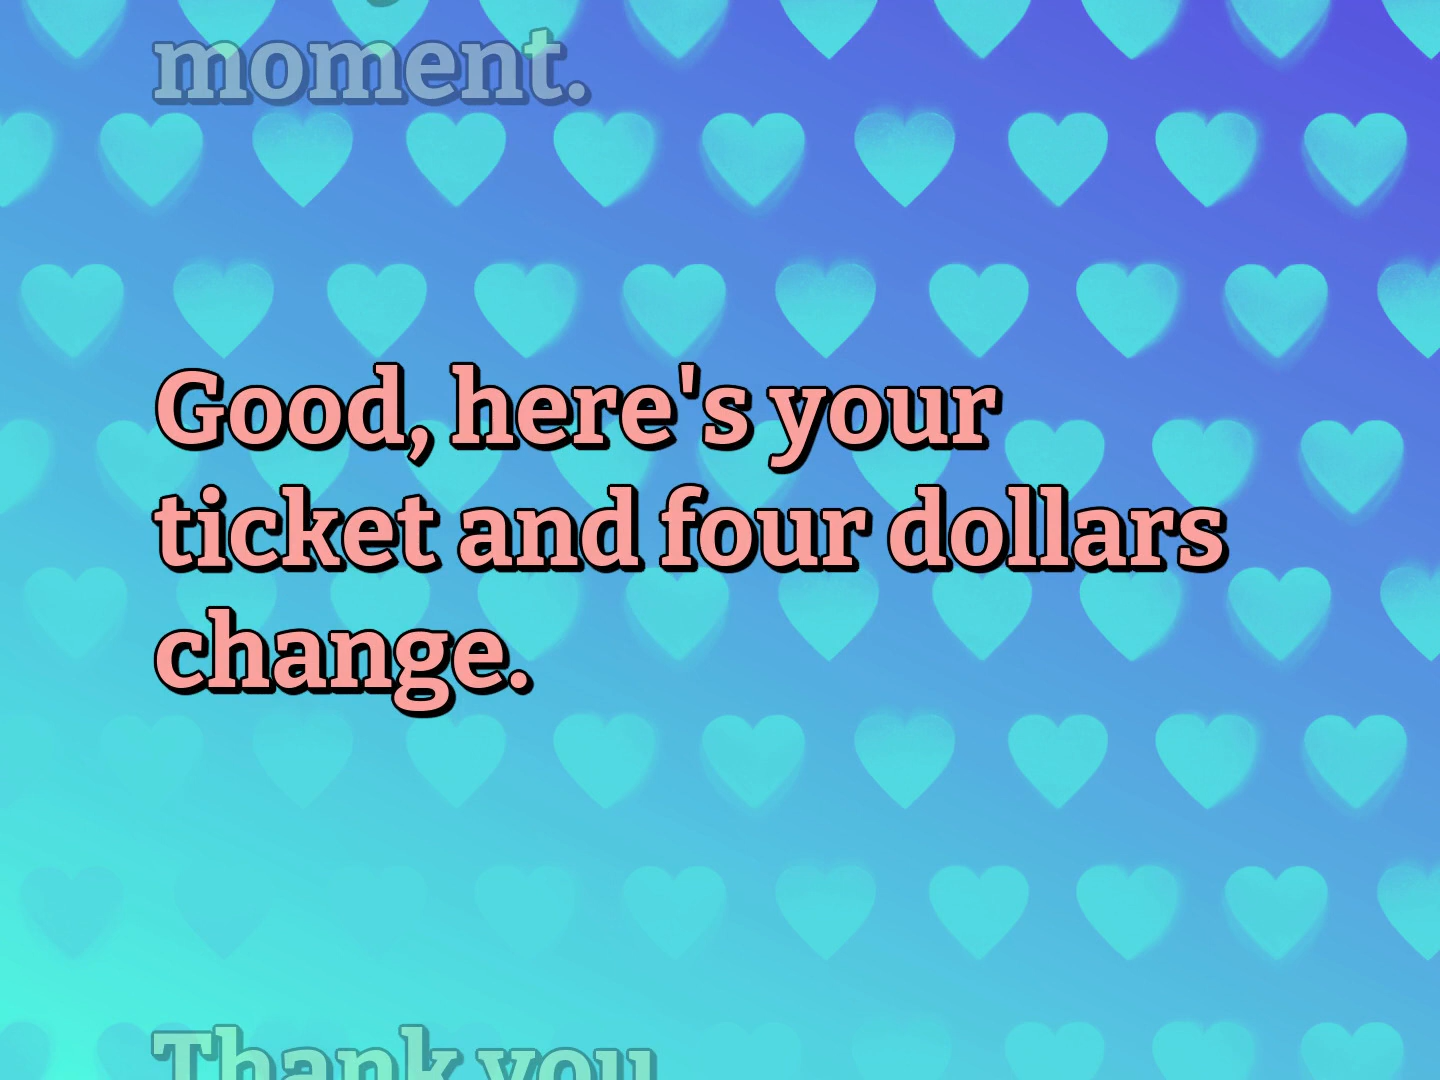 moment.
Good, here's your
ticket and four dollars
change.
Thank you